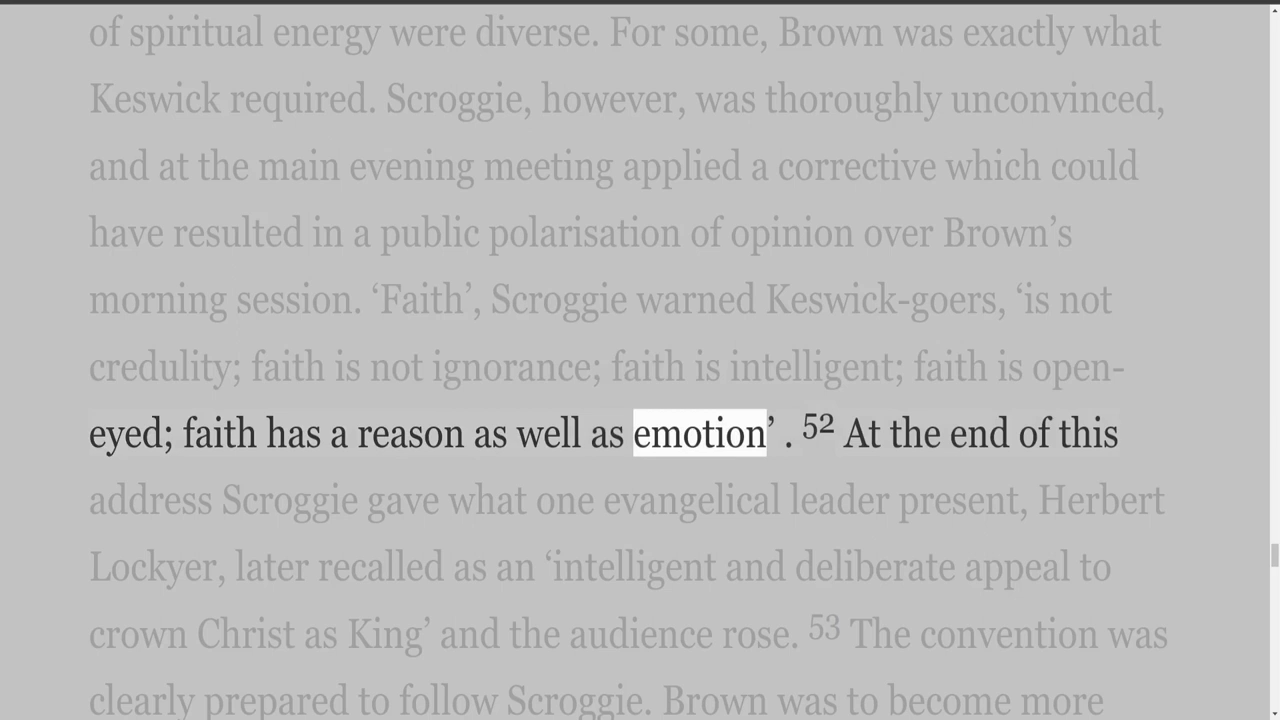 of spiritual energy were diverse. For some, Brown was exactly what
Keswick required. Scroggie, however, was thoroughly unconvinced,
and at the main evening meeting applied a corrective which could
have resulted in a public polarisation of opinion over Brown’s
morning session. ‘Faith’, Scroggie warned Keswick-goers, ‘is not
credulity; faith is not ignorance; faith is intelligent; faith is open-
eyed; faith has a reason as well as emotion’ . 52 At the end of this
address Scroggie gave what one evangelical leader present, Herbert
Lockyer, later recalled as an ‘intelligent and deliberate appeal to
crown Christ as King’ and the audience rose. 53 The convention was
clearly prepared to follow Scroggie. Brown was to become more